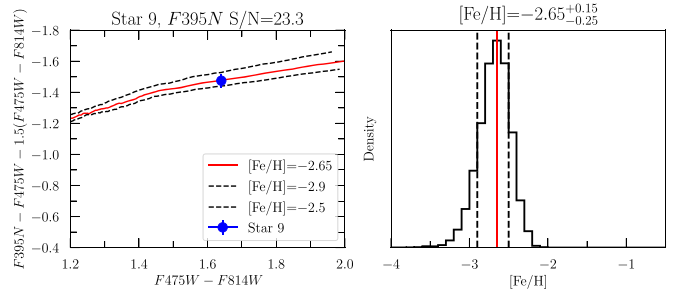 Star 9, F395N S/N=23.3
F395N − F475W − 1.5(F475W − F814W)
−1.8
−1.6
−1.4
−1.2
−1.0
−0.8
−0.6
−0.4
[Fe/H]=−2.65
[Fe/H]=−2.9
[Fe/H]=−2.5
Star 9
1.2 1.4 1.6 1.8 2.0
F475W − F814W
[Fe/H]=−2.65+0.15−0.25
Density
−4 −3 −2 −1
[Fe/H]